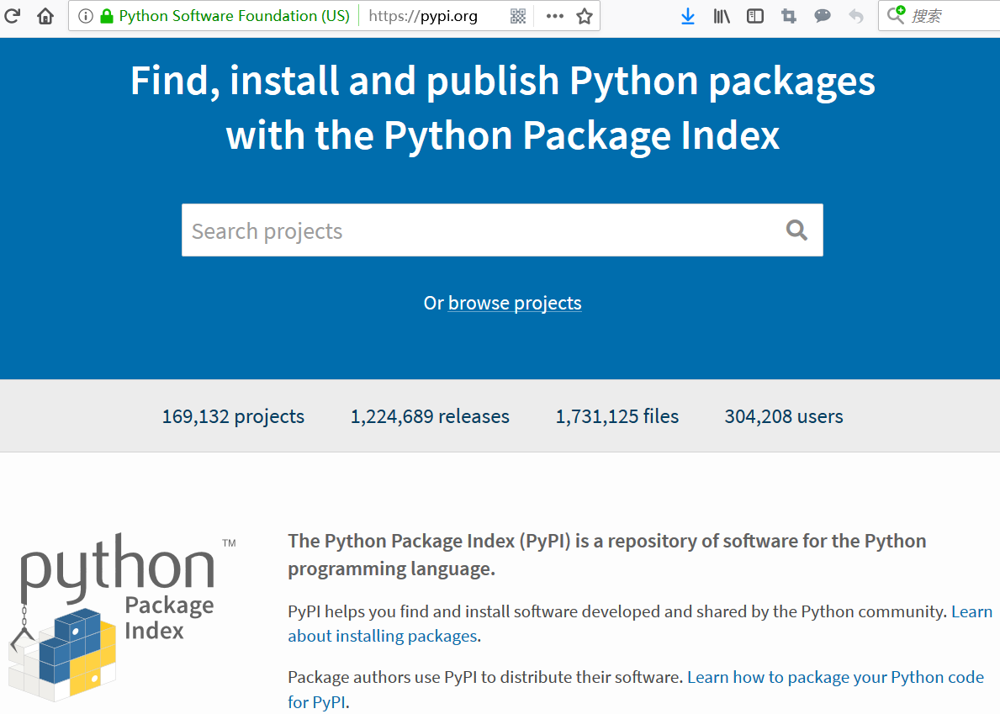 Python Software Foundation (US) https://pypi.org 搜索
Find, install and publish Python packages
with the Python Package Index
Search projects
Or browse projects
169,132 projects 1,224,689 releases 1,731,125 files 304,208 users
python™
Package
Index
The Python Package Index (PyPI) is a repository of software for the Python
programming language.
PyPI helps you find and install software developed and shared by the Python community. Learn
about installing packages.
Package authors use PyPI to distribute their software. Learn how to package your Python code
for PyPI.